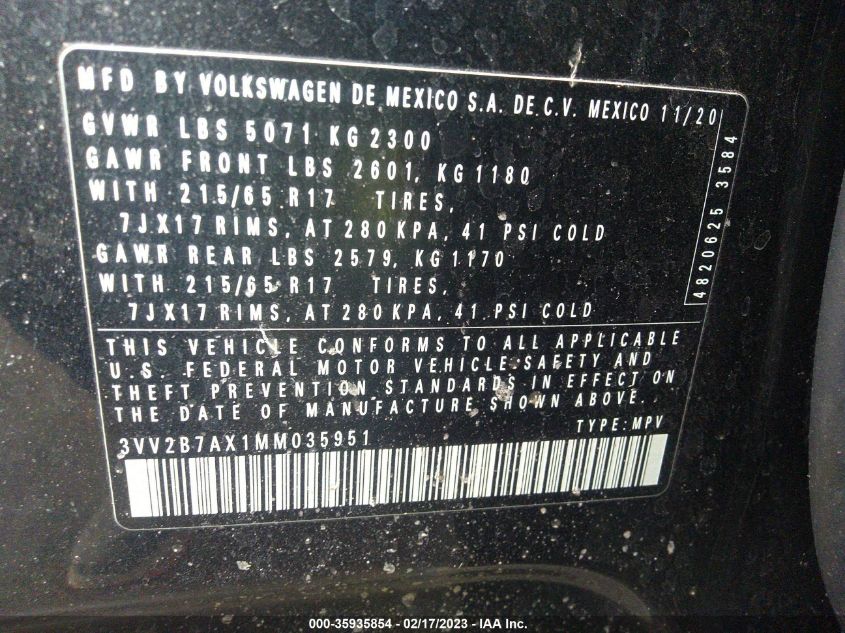 MFD BY VOLKSWAGEN DE MEXICO S.A. DE C.V. MEXICO 11/20
GVWR LBS 5071 KG 2300
GAWR FRONT LBS 2601, KG 1180
WITH 215/65 R17 TIRES,
7JX17 RIMS, AT 280 KPA, 41 PSI COLD
GAWR REAR LBS 2579, KG 1170
WITH 215/65 R17 TIRES,
7JX17 RIMS, AT 280 KPA, 41 PSI COLD
4820625 3584
THIS VEHICLE CONFORMS TO ALL APPLICABLE
U.S. FEDERAL MOTOR VEHICLE SAFETY AND
THEFT PREVENTION STANDARDS IN EFFECT ON
THE DATE OF MANUFACTURE SHOWN ABOVE.
TYPE: MPV
3VV2B7AX1MM035951
000-35935854 - 02/17/2023 - IAA Inc.